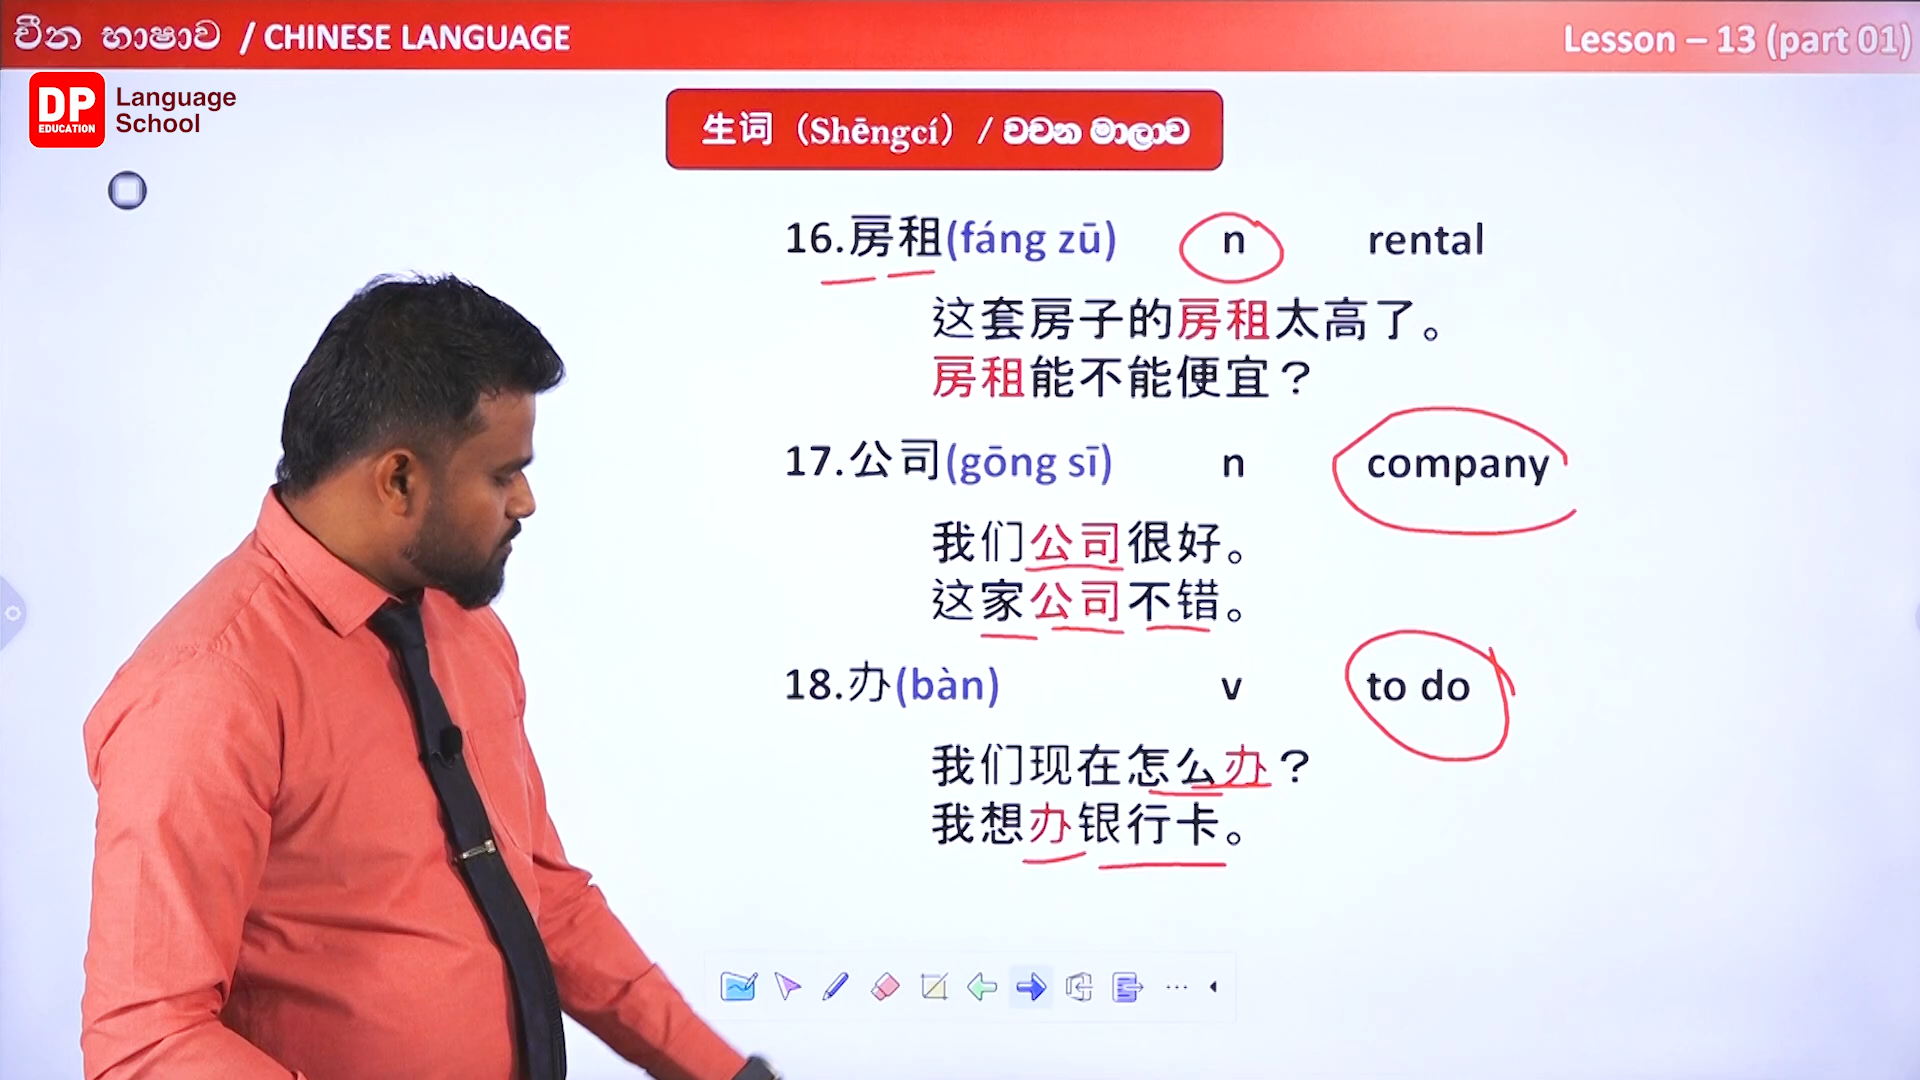 චීන භාෂාව / CHINESE LANGUAGE
Lesson – 13 (part 01)
DP EDUCATION
Language School
生词（Shēngcí）/ වචන මාලාව
16.房租(fáng zū) n rental
这套房子的房租太高了。
房租能不能便宜？
17.公司(gōng sī) n company
我们公司很好。
这家公司不错。
18.办(bàn) v to do
我们现在怎么办？
我想办银行卡。